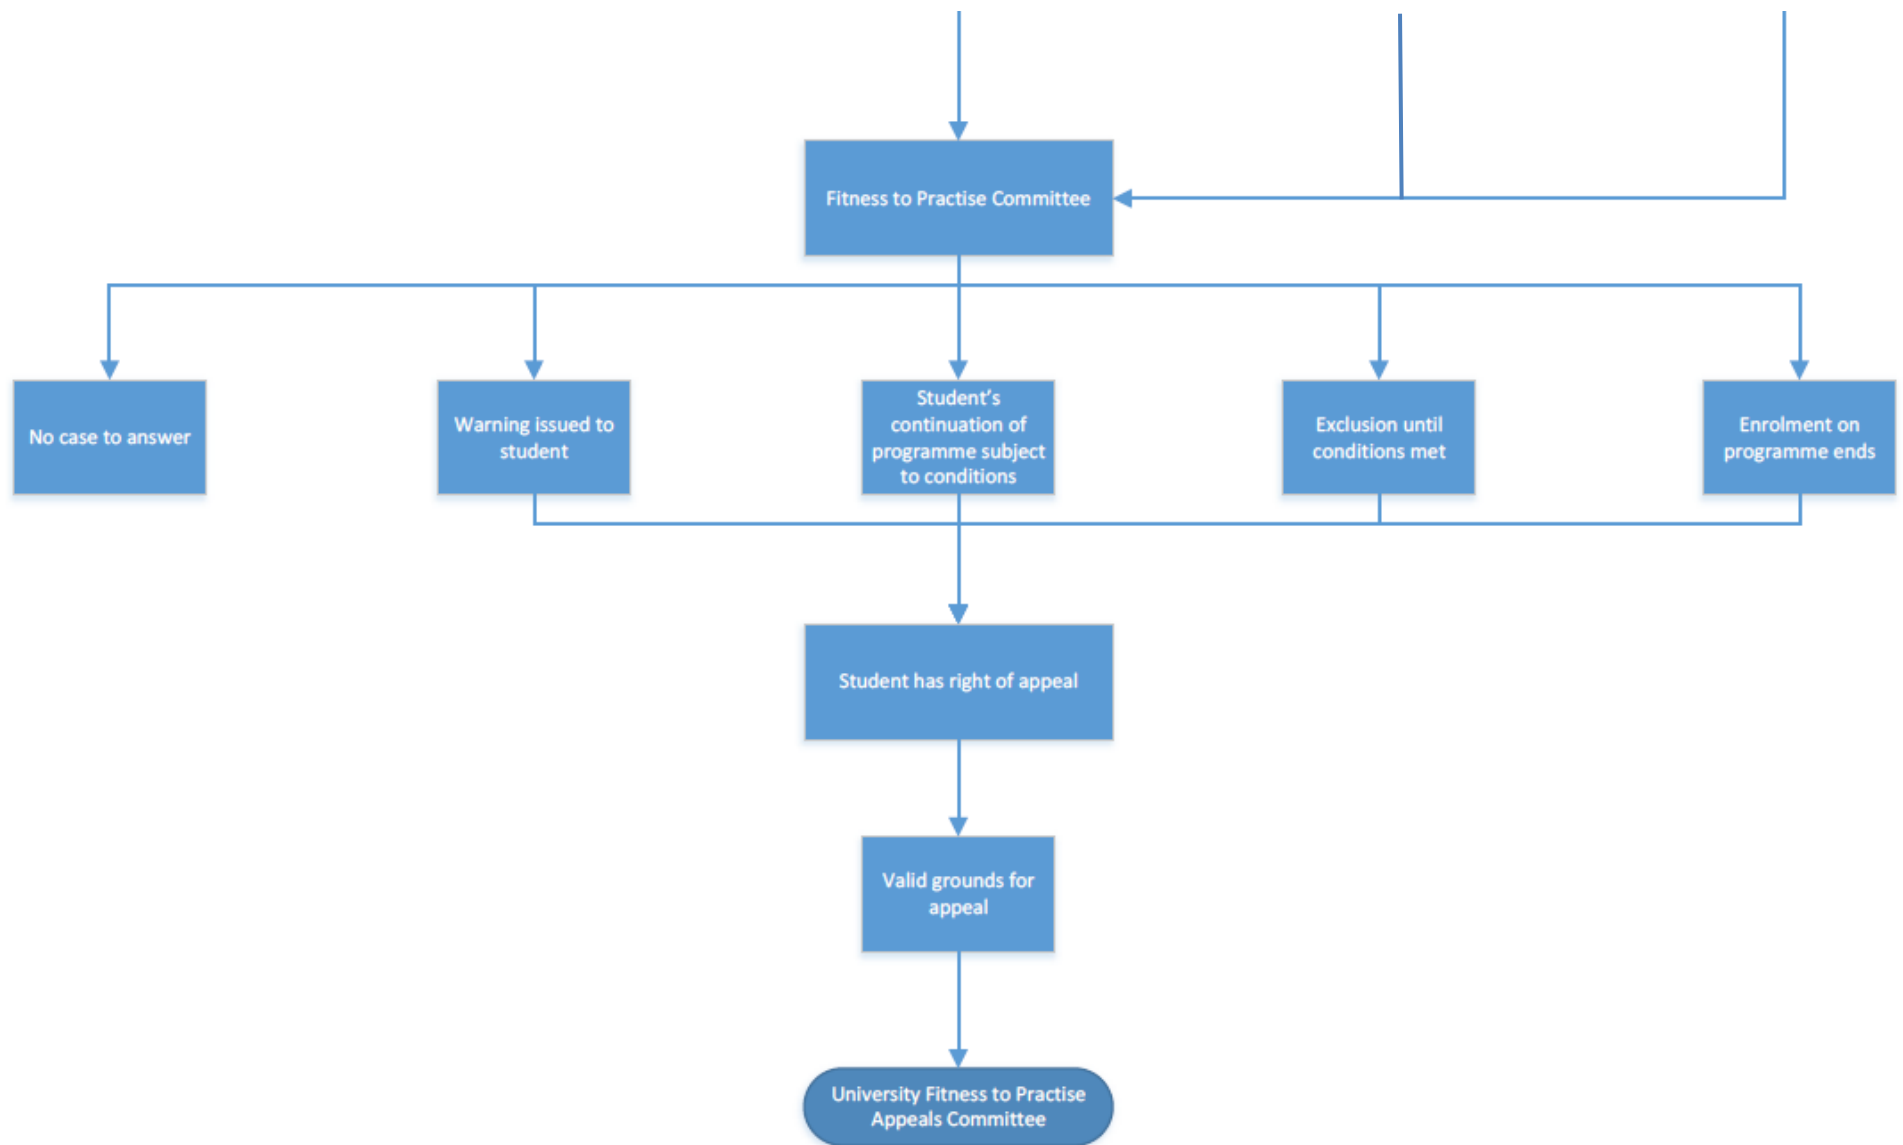 Fitness to Practise Committee
No case to answer
Warning issued to
student
Student's
continuation of
programme subject
to conditions
Exclusion until
conditions met
Enrolment on
programme ends
Student has right of appeal
Valid grounds for
appeal
University Fitness to Practise
Appeals Committee